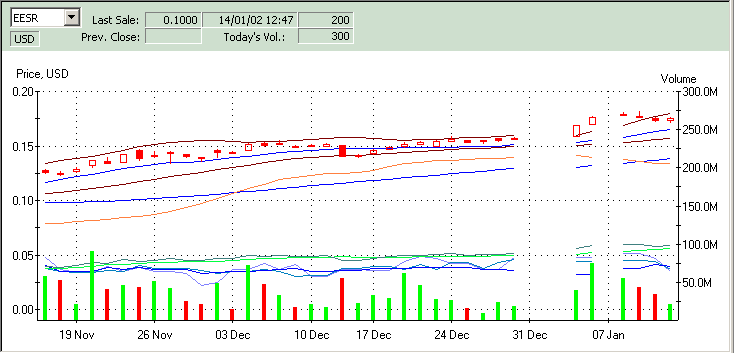 EESR Last Sale: 0.1000 14/01/02 12:47 200
USD Prev. Close: Today's Vol.: 300
Price, USD Volume
0.20 300.0M
250.0M
0.15
200.0M
0.10 150.0M
100.0M
0.05
50.0M
0.00
19 Nov 26 Nov 03 Dec 10 Dec 17 Dec 24 Dec 31 Dec 07 Jan